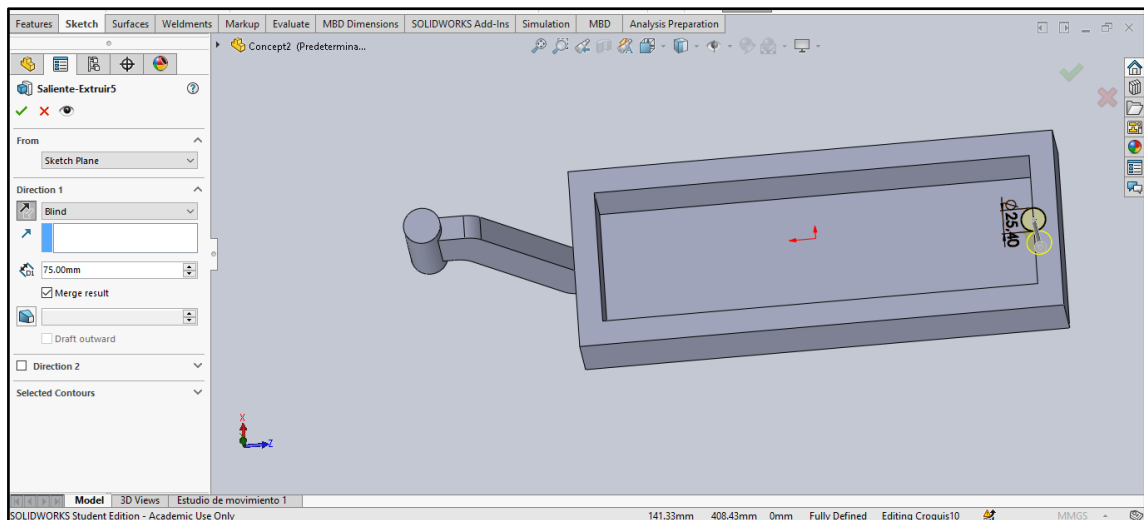 Features Sketch Surfaces Weldments Markup Evaluate MBD Dimensions SOLIDWORKS Add-Ins Simulation MBD Analysis Preparation
Concept2 (Predetermina...
Saliente-Extruir5
From
Sketch Plane
Direction 1
Blind
D1
75.00mm
Merge result
Draft outward
Direction 2
Selected Contours
Ø25.40
X
Z
Model 3D Views Estudio de movimiento 1
SOLIDWORKS Student Edition - Academic Use Only 141.33mm 408.43mm 0mm Fully Defined Editing Croquis10 MMGS